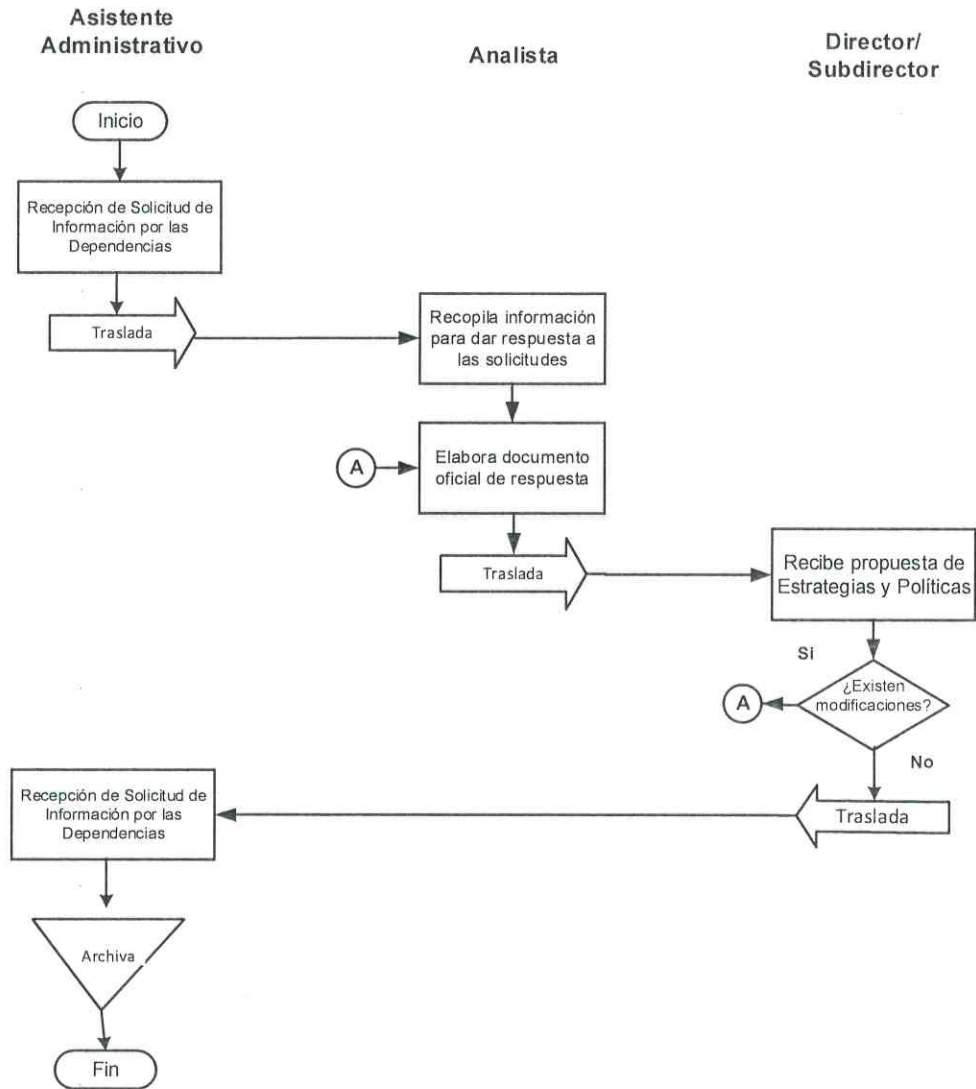 Asistente
Administrativo
Analista
Director/
Subdirector
Inicio
Recepción de Solicitud de
Información por las
Dependencias
Traslada
Recopila información
para dar respuesta a
las solicitudes
A
Elabora documento
oficial de respuesta
Traslada
Recibe propuesta de
Estrategias y Políticas
Si
¿Existen
modificaciones?
A
No
Traslada
Recepción de Solicitud de
Información por las
Dependencias
Archiva
Fin